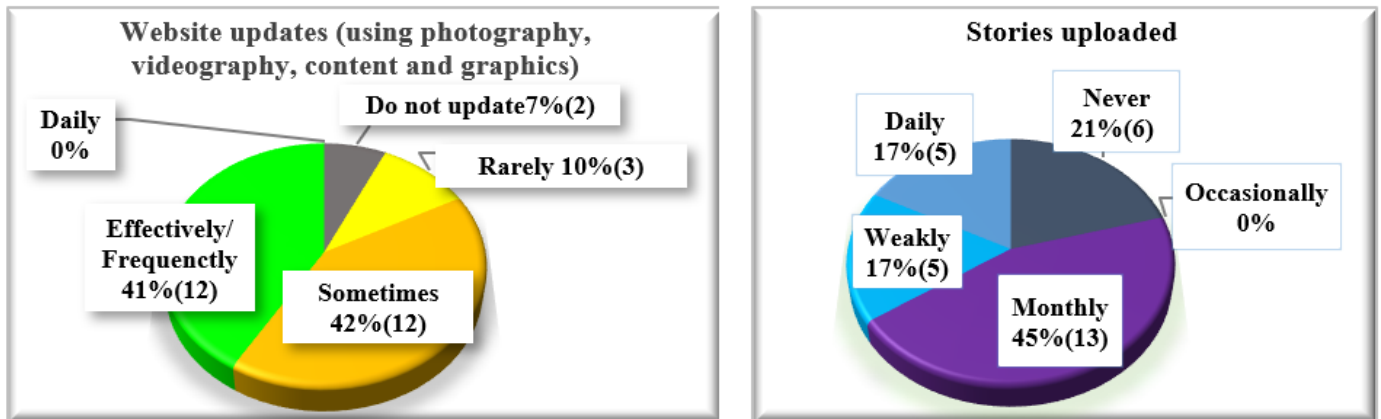 Website updates (using photography,
videography, content and graphics)
Daily
0%
Do not update7%(2)
Rarely 10%(3)
Effectively/
Frequenctly
41%(12)
Sometimes
42%(12)
Stories uploaded
Daily
17%(5)
Never
21%(6)
Occasionally
0%
Weakly
17%(5)
Monthly
45%(13)